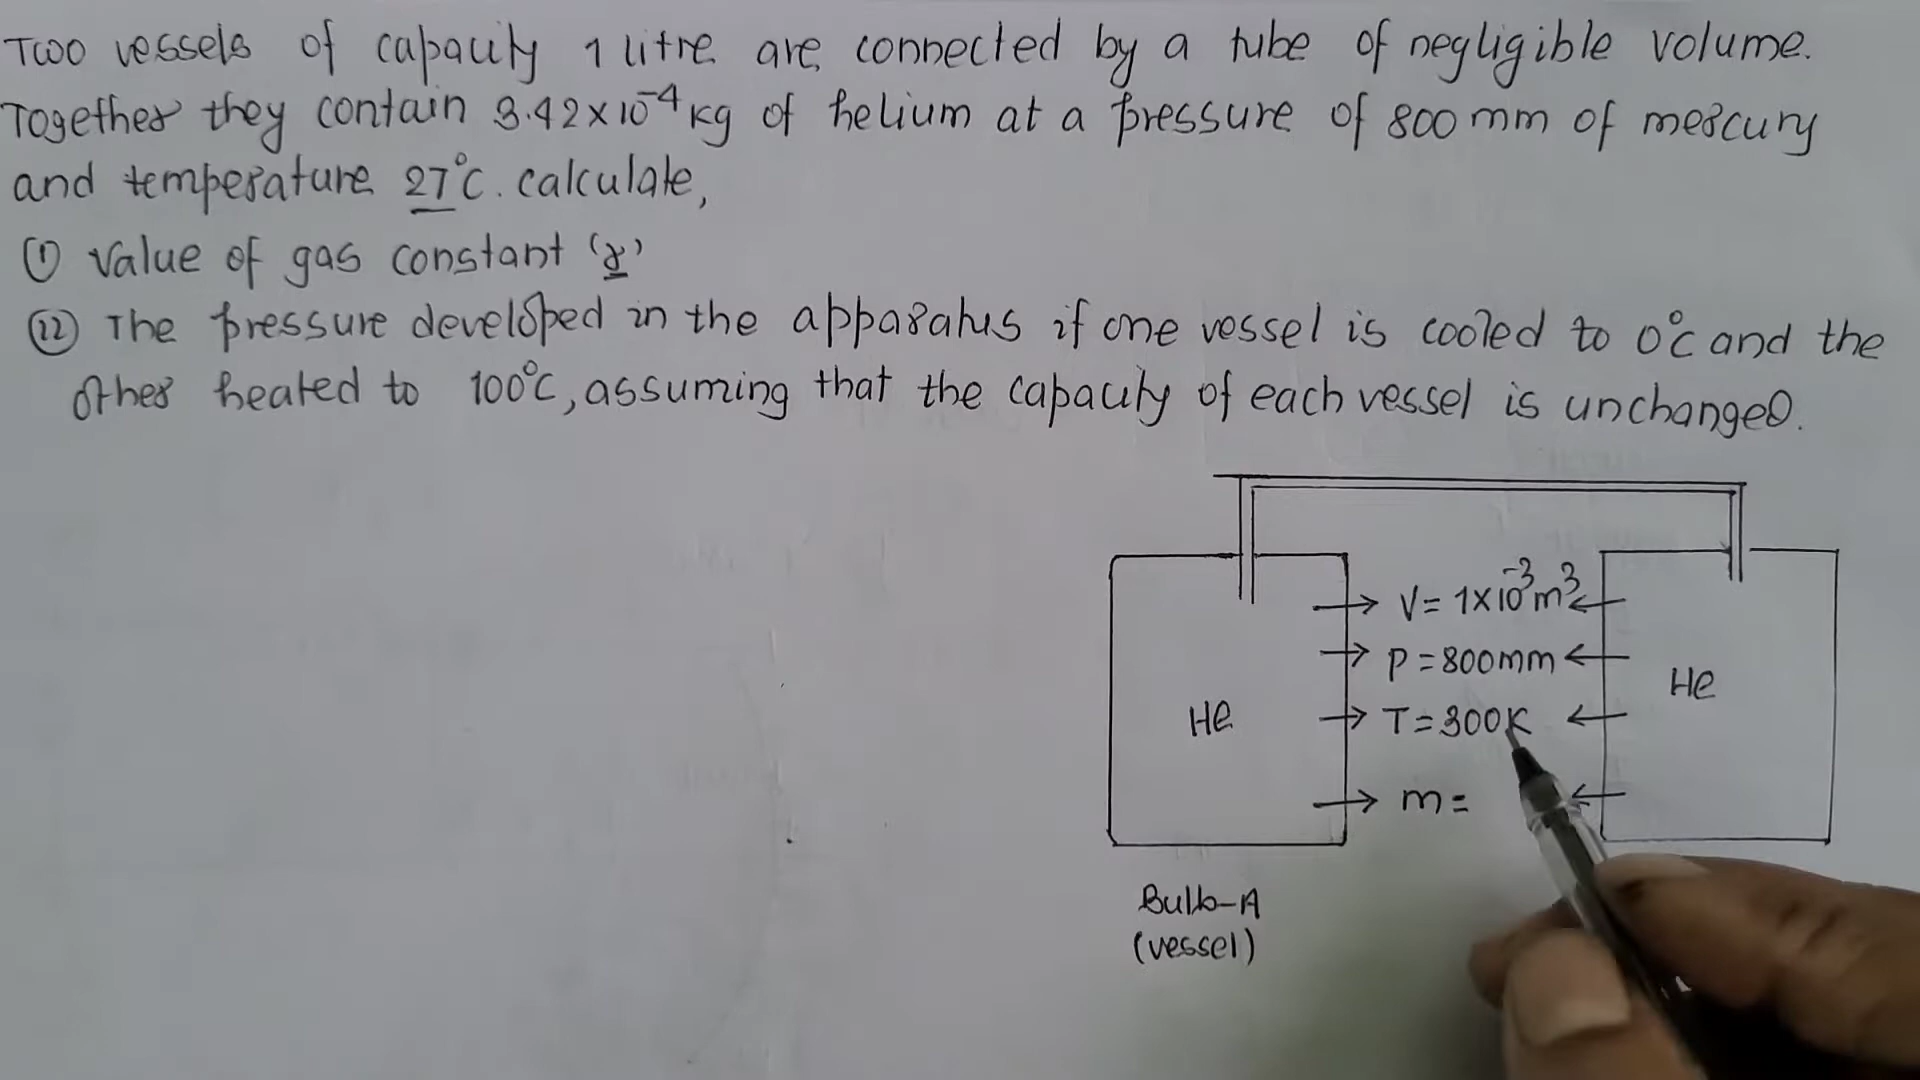 Two vessels of capacity 1 litre are connected by a tube of negligible volume.
Together they contain 3.42×10⁻⁴ kg of helium at a pressure of 800 mm of mercury
and temperature 27°C. calculate,
(i) Value of gas constant 'r'
(ii) The pressure developed in the apparatus if one vessel is cooled to 0°C and the
other heated to 100°C, assuming that the capacity of each vessel is unchanged.
V = 1×10⁻³m³
P = 800mm
He
He
T = 300K
m =
Bulb-A
(vessel)